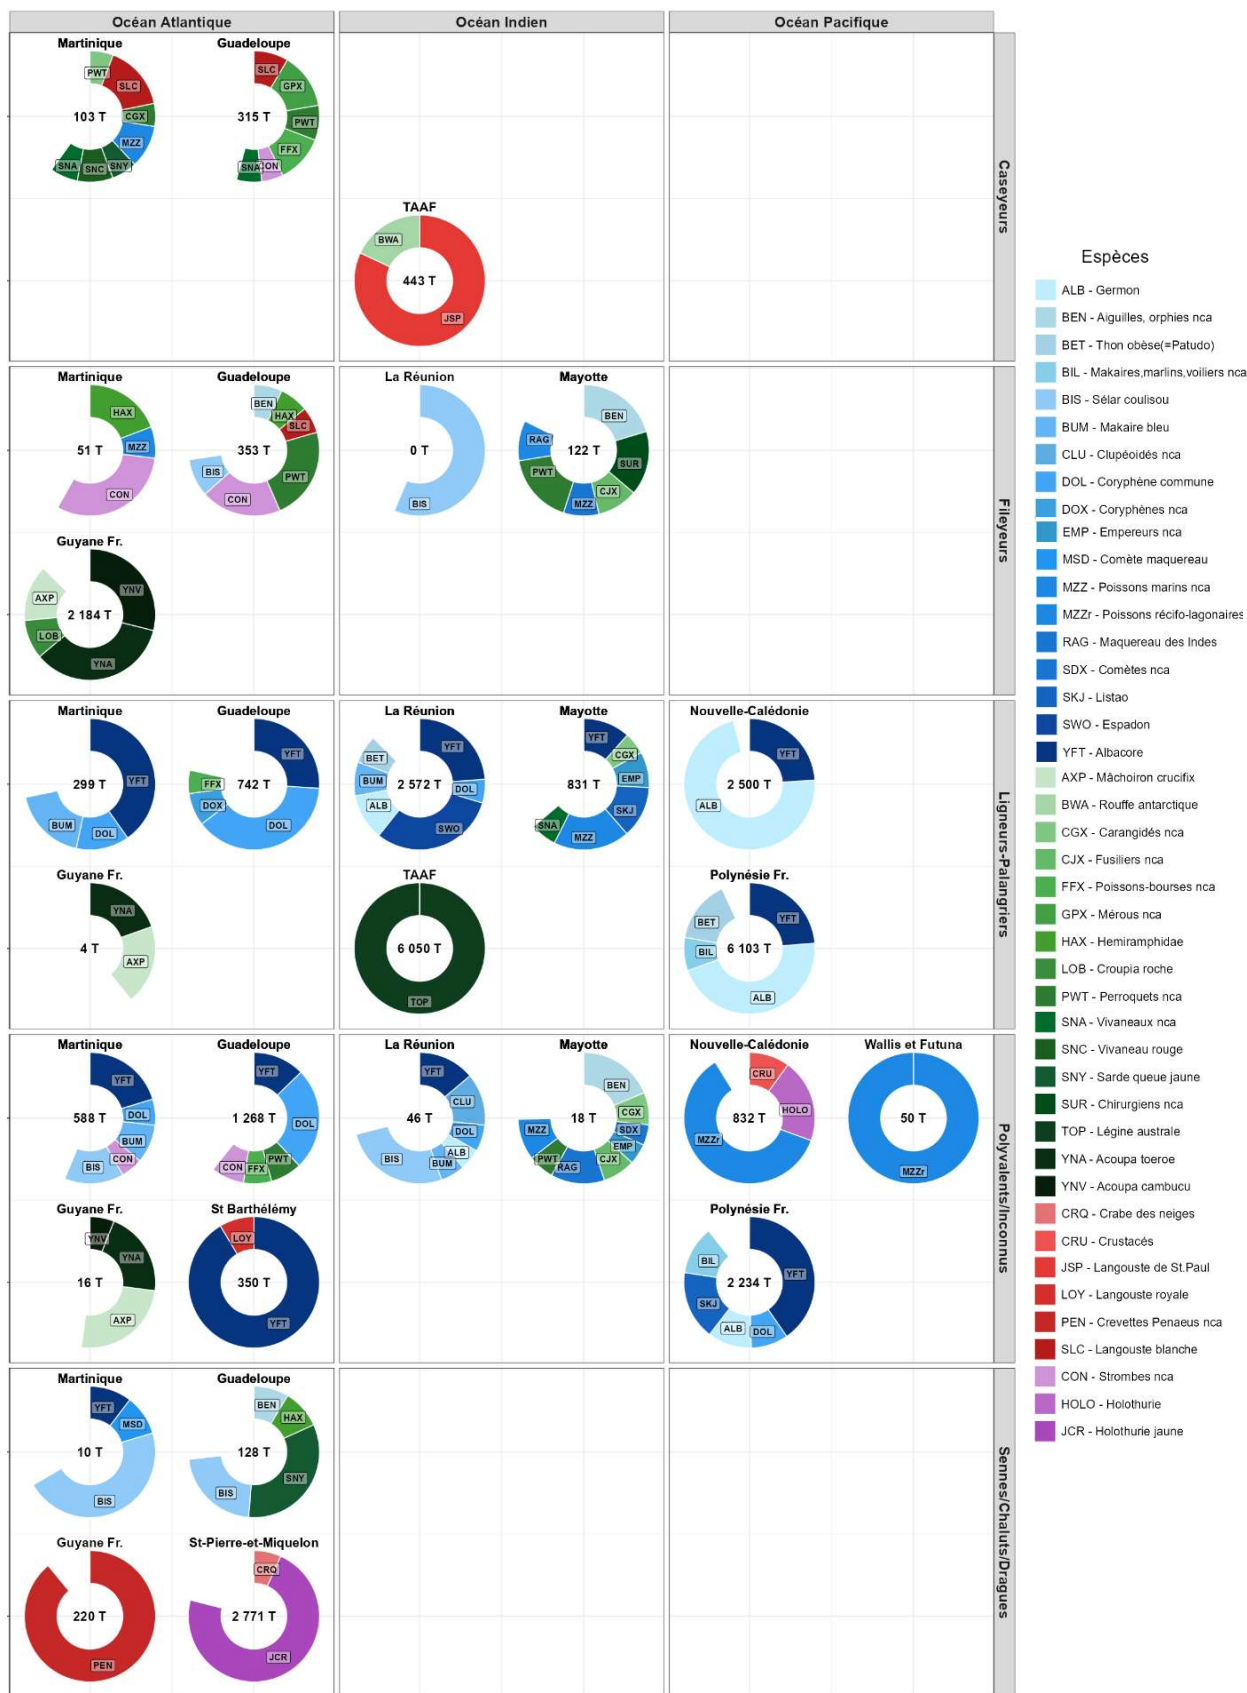 Océan Atlantique
Océan Indien
Océan Pacifique
Caseyeurs
Martinique
PWT
SLC
CGX
MZZ
SNY
SNC
SNA
103 T
Guadeloupe
SLC
GPX
PWT
FFX
CON
SNA
315 T
TAAF
BWA
JSP
443 T
Fileyeurs
Martinique
HAX
MZZ
CON
51 T
Guadeloupe
BEN
HAX
SLC
PWT
CON
BIS
353 T
La Réunion
0 T
BIS
Mayotte
BEN
SUR
CJX
MZZ
PWT
RAG
122 T
Guyane Fr.
YNV
YNA
LOB
AXP
2 184 T
Ligneurs-Palangriers
Martinique
YFT
DOL
BUM
299 T
Guadeloupe
YFT
DOL
DOX
FFX
742 T
La Réunion
YFT
DOL
SWO
ALB
BUM
BET
2 572 T
Mayotte
YFT
CGX
EMP
SKJ
MZZ
SNA
831 T
Nouvelle-Calédonie
YFT
ALB
2 500 T
Guyane Fr.
YNA
AXP
4 T
TAAF
6 050 T
TOP
Polynésie Fr.
YFT
ALB
BIL
BET
6 103 T
Polyvalents/Inconnus
Martinique
YFT
DOL
BUM
CON
BIS
588 T
Guadeloupe
YFT
DOL
PWT
FFX
CON
1 268 T
La Réunion
YFT
CLU
DOL
ALB
BUM
BIS
46 T
Mayotte
BEN
CGX
SDX
EMP
CJX
RAG
PWT
MZZ
18 T
Nouvelle-Calédonie
CRU
HOLO
MZZr
832 T
Wallis et Futuna
50 T
MZZr
Guyane Fr.
YNV
YNA
AXP
16 T
St Barthélémy
LOY
YFT
350 T
Polynésie Fr.
YFT
DOL
ALB
SKJ
BIL
2 234 T
Sennes/Chaluts/Dragues
Martinique
YFT
MSD
BIS
10 T
Guadeloupe
BEN
HAX
SNY
BIS
128 T
Guyane Fr.
220 T
PEN
St-Pierre-et-Miquelon
CRQ
JCR
2 771 T
Espèces
ALB - Germon
BEN - Aiguilles, orphies nca
BET - Thon obèse(=Patudo)
BIL - Makaires,marlins,voiliers nca
BIS - Sélar coulisou
BUM - Makaire bleu
CLU - Clupéoidés nca
DOL - Coryphène commune
DOX - Coryphènes nca
EMP - Empereurs nca
MSD - Comète maquereau
MZZ - Poissons marins nca
MZZr - Poissons récifo-lagonaires
RAG - Maquereau des Indes
SDX - Comètes nca
SKJ - Listao
SWO - Espadon
YFT - Albacore
AXP - Mâchoiron crucifix
BWA - Rouffe antarctique
CGX - Carangidés nca
CJX - Fusiliers nca
FFX - Poissons-bourses nca
GPX - Mérous nca
HAX - Hemiramphidae
LOB - Croupia roche
PWT - Perroquets nca
SNA - Vivaneaux nca
SNC - Vivaneau rouge
SNY - Sarde queue jaune
SUR - Chirurgiens nca
TOP - Légine australe
YNA - Acoupa toeroe
YNV - Acoupa cambucu
CRQ - Crabe des neiges
CRU - Crustacés
JSP - Langouste de St.Paul
LOY - Langouste royale
PEN - Crevettes Penaeus nca
SLC - Langouste blanche
CON - Strombes nca
HOLO - Holothurie
JCR - Holothurie jaune